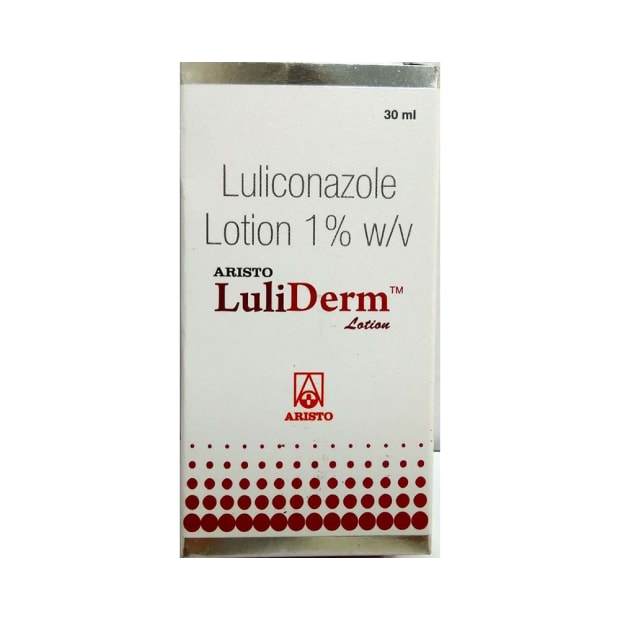 30 ml
Luliconazole
Lotion 1% w/v
ARISTO
LuliDerm™
Lotion
ARISTO